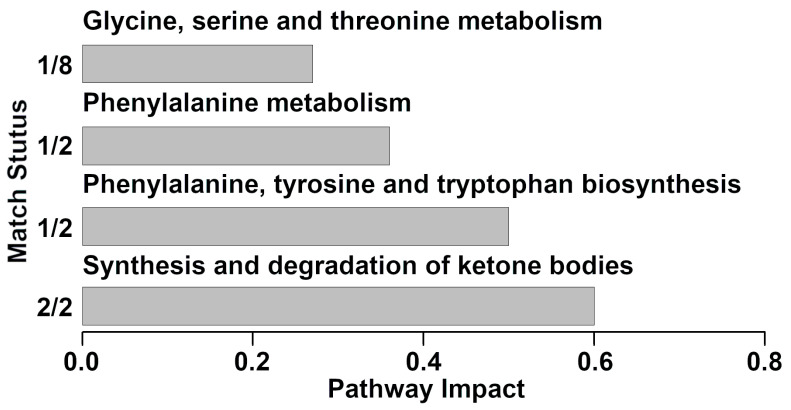 Glycine, serine and threonine metabolism
1/8
Phenylalanine metabolism
1/2
Phenylalanine, tyrosine and tryptophan biosynthesis
1/2
Synthesis and degradation of ketone bodies
2/2
Match Stutus
0.0 0.2 0.4 0.6 0.8
Pathway Impact